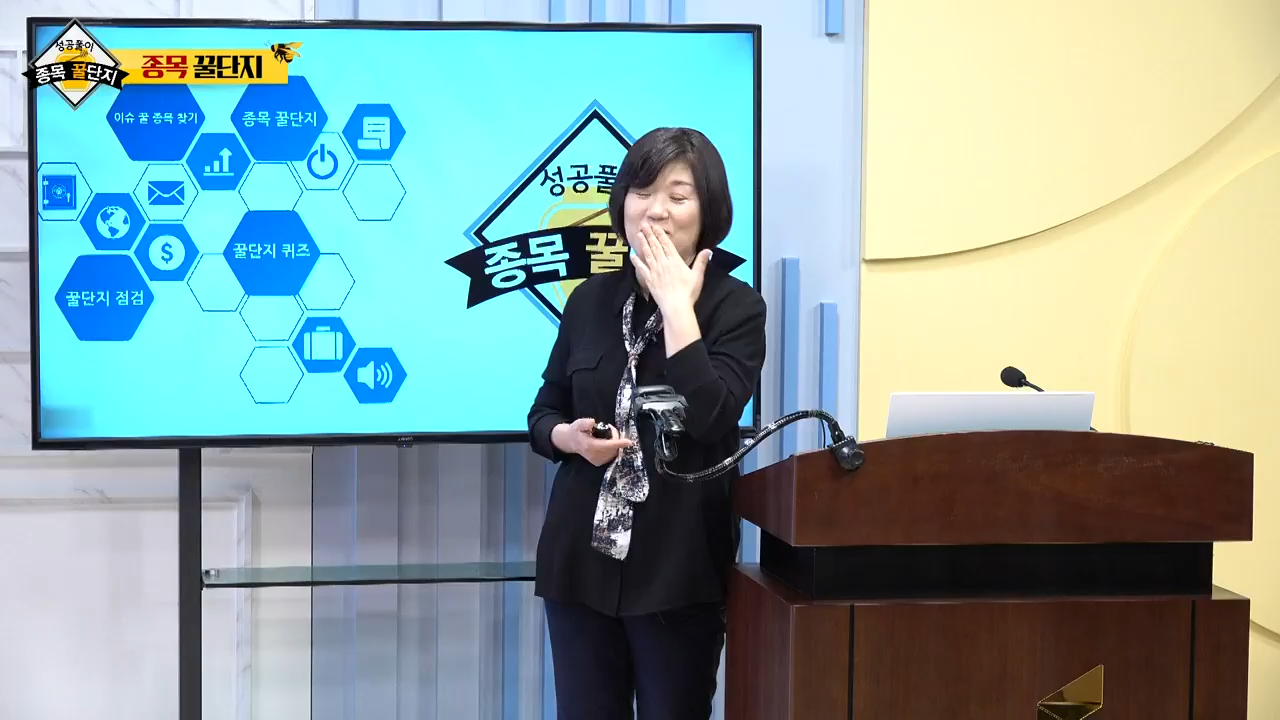 성공풀이
종목 꿀단지
종목 꿀단지
이슈 꿀 종목 찾기
종목 꿀단지
꿀단지 퀴즈
꿀단지 점검
$
성공풀
종목 꿀